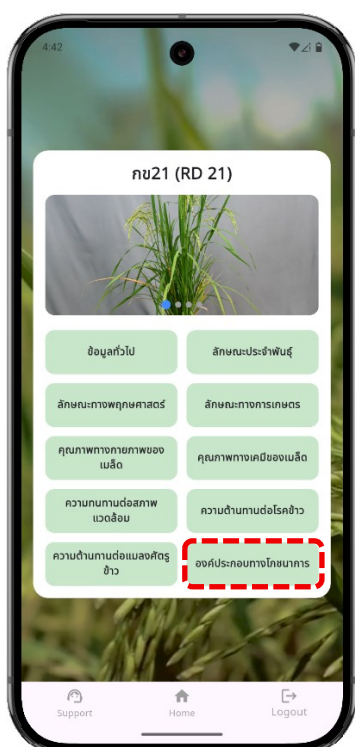 4:42
กข21 (RD 21)
ข้อมูลทั่วไป
ลักษณะประจำพันธุ์
ลักษณะทางพฤกษศาสตร์
ลักษณะทางการเกษตร
คุณภาพทางกายภาพของ
เมล็ด
คุณภาพทางเคมีของเมล็ด
ความทนทานต่อสภาพ
แวดล้อม
ความต้านทานต่อโรคข้าว
ความต้านทานต่อแมลงศัตรู
ข้าว
องค์ประกอบทางโภชนาการ
Support
Home
Logout